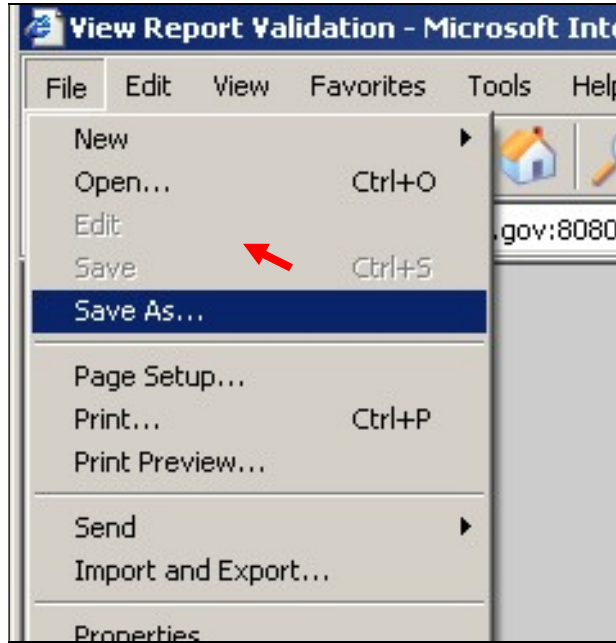 View Report Validation - Microsoft Inte
File Edit View Favorites Tools Help
New
Open... Ctrl+O
Edit
.gov:8080
Save Ctrl+S
Save As...
Page Setup...
Print... Ctrl+P
Print Preview...
Send
Import and Export...
Properties